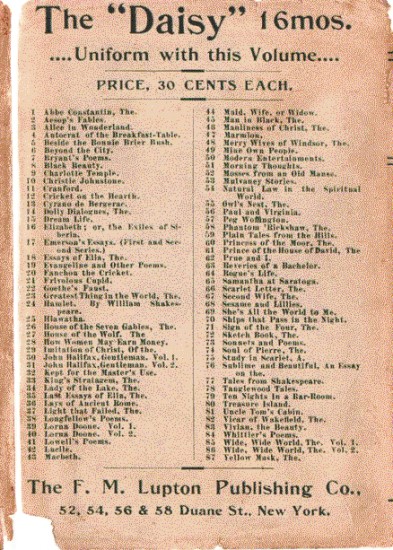 The "Daisy" 16mos.
....Uniform with this Volume....
PRICE, 30 CENTS EACH.
1 Abbe Constantin, The.
2 Aesop's Fables.
3 Alice in Wonderland.
4 Autocrat of the Breakfast-Table.
5 Beside the Bonnie Brier Bush.
6 Beyond the City.
7 Bryant's Poems.
8 Black Beauty.
9 Charlotte Temple.
10 Christie Johnstone.
11 Cranford.
12 Cricket on the Hearth.
13 Cyrano de Bergerac.
14 Dolly Dialogues, The.
15 Dream Life.
16 Elizabeth; or, the Exiles of Si-
beria.
17 Emerson's Essays. (First and Sec-
ond Series.)
18 Essays of Elia, The.
19 Evangeline and Other Poems.
20 Fanchon the Cricket.
21 Frivolous Cupid.
22 Goethe's Faust.
23 Greatest Thing in the World, The.
24 Hamlet. By William Shakes-
peare.
25 Hiawatha.
26 House of the Seven Gables, The.
27 House of the Wolf, The.
28 How Women May Earn Money.
29 Imitation of Christ, Of the.
30 John Halifax, Gentleman. Vol. 1.
31 John Halifax, Gentleman. Vol. 2.
32 Kept for the Master's Use.
33 King's Stratagem, The.
34 Lady of the Lake, The.
35 Last Essays of Elia, The.
36 Lays of Ancient Rome.
37 Light that Failed, The.
38 Longfellow's Poems.
39 Lorna Doone. Vol. 1.
40 Lorna Doone. Vol. 2.
41 Lowell's Poems.
42 Lucile.
43 Macbeth.
44 Maid, Wife, or Widow.
45 Man in Black, The.
46 Manliness of Christ, The.
47 Marmion.
48 Merry Wives of Windsor, The.
49 Mine Own People.
50 Modern Entertainments.
51 Morning Thoughts.
52 Mosses from an Old Manse.
53 Mulvaney Stories.
54 Natural Law in the Spiritual
World.
55 Owl's Nest, The.
56 Paul and Virginia.
57 Peg Woffington.
58 Phantom 'Rickshaw, The.
59 Plain Tales from the Hills.
60 Princess of the Moor, The.
61 Prince of the House of David, The
62 Prue and I.
63 Reveries of a Bachelor.
64 Rogue's Life.
65 Samantha at Saratoga.
66 Scarlet Letter, The.
67 Second Wife, The.
68 Sesame and Lillies.
69 She's All the World to Me.
70 Ships that Pass in the Night.
71 Sign of the Four, The.
72 Sketch Book, The.
73 Sonnets and Poems.
74 Soul of Pierre, The.
75 Study in Scarlet, A.
76 Sublime and Beautiful, An Essay
on the.
77 Tales from Shakespeare.
78 Tanglewood Tales.
79 Ten Nights in a Bar-Room.
80 Treasure Island.
81 Uncle Tom's Cabin.
82 Vicar of Wakefield, The.
83 Vivian, the Beauty.
84 Whittier's Poems.
85 Wide, Wide World, The. Vol. 1.
86 Wide, Wide World, The. Vol. 2.
87 Yellow Mask, The.
The F. M. Lupton Publishing Co.,
52, 54, 56 & 58 Duane St., New York.